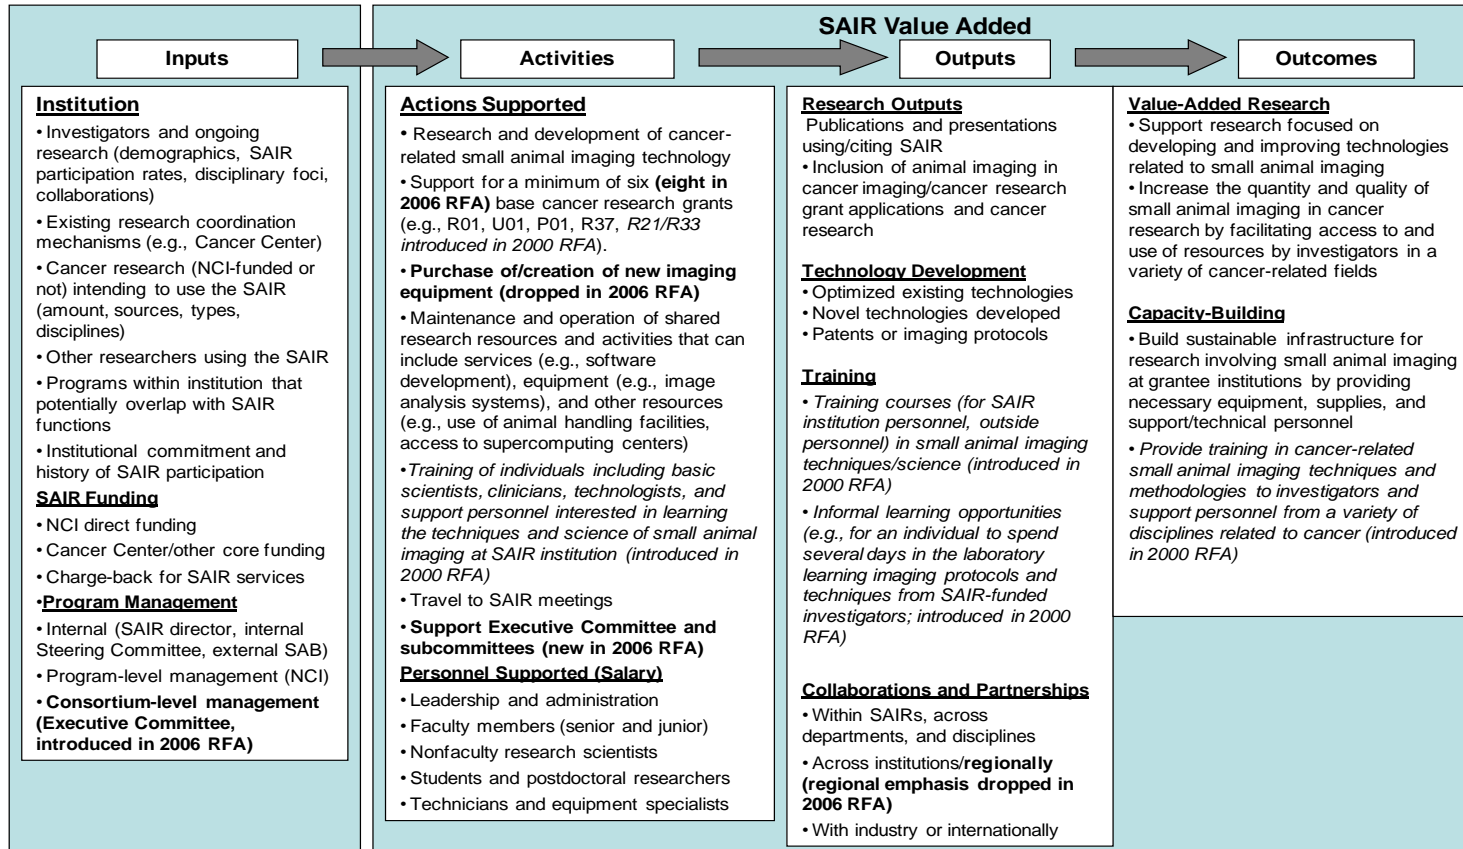 SAIR Value Added
Inputs
Activities
Outputs
Outcomes
Institution
• Investigators and ongoing
research (demographics, SAIR
participation rates, disciplinary foci,
collaborations)
• Existing research coordination
mechanisms (e.g., Cancer Center)
• Cancer research (NCI-funded or
not) intending to use the SAIR
(amount, sources, types,
disciplines)
• Other researchers using the SAIR
• Programs within institution that
potentially overlap with SAIR
functions
• Institutional commitment and
history of SAIR participation
SAIR Funding
• NCI direct funding
• Cancer Center/other core funding
• Charge-back for SAIR services
•Program Management
• Internal (SAIR director, internal
Steering Committee, external SAB)
• Program-level management (NCI)
• Consortium-level management
(Executive Committee,
introduced in 2006 RFA)
Actions Supported
• Research and development of cancer-
related small animal imaging technology
• Support for a minimum of six (eight in
2006 RFA) base cancer research grants
(e.g., R01, U01, P01, R37, R21/R33
introduced in 2000 RFA).
• Purchase of/creation of new imaging
equipment (dropped in 2006 RFA)
• Maintenance and operation of shared
research resources and activities that can
include services (e.g., software
development), equipment (e.g., image
analysis systems), and other resources
(e.g., use of animal handling facilities,
access to supercomputing centers)
•Training of individuals including basic
scientists, clinicians, technologists, and
support personnel interested in learning
the techniques and science of small animal
imaging at SAIR institution (introduced in
2000 RFA)
• Travel to SAIR meetings
• Support Executive Committee and
subcommittees (new in 2006 RFA)
Personnel Supported (Salary)
• Leadership and administration
• Faculty members (senior and junior)
• Nonfaculty research scientists
• Students and postdoctoral researchers
• Technicians and equipment specialists
Research Outputs
Publications and presentations
using/citing SAIR
• Inclusion of animal imaging in
cancer imaging/cancer research
grant applications and cancer
research
Technology Development
• Optimized existing technologies
• Novel technologies developed
• Patents or imaging protocols
Training
• Training courses (for SAIR
institution personnel, outside
personnel) in small animal imaging
techniques/science (introduced in
2000 RFA)
• Informal learning opportunities
(e.g., for an individual to spend
several days in the laboratory
learning imaging protocols and
techniques from SAIR-funded
investigators; introduced in 2000
RFA)
Collaborations and Partnerships
• Within SAIRs, across
departments, and disciplines
• Across institutions/regionally
(regional emphasis dropped in
2006 RFA)
• With industry or internationally
Value-Added Research
• Support research focused on
developing and improving technologies
related to small animal imaging
• Increase the quantity and quality of
small animal imaging in cancer
research by facilitating access to and
use of resources by investigators in a
variety of cancer-related fields
Capacity-Building
• Build sustainable infrastructure for
research involving small animal imaging
at grantee institutions by providing
necessary equipment, supplies, and
support/technical personnel
• Provide training in cancer-related
small animal imaging techniques and
methodologies to investigators and
support personnel from a variety of
disciplines related to cancer (introduced
in 2000 RFA)